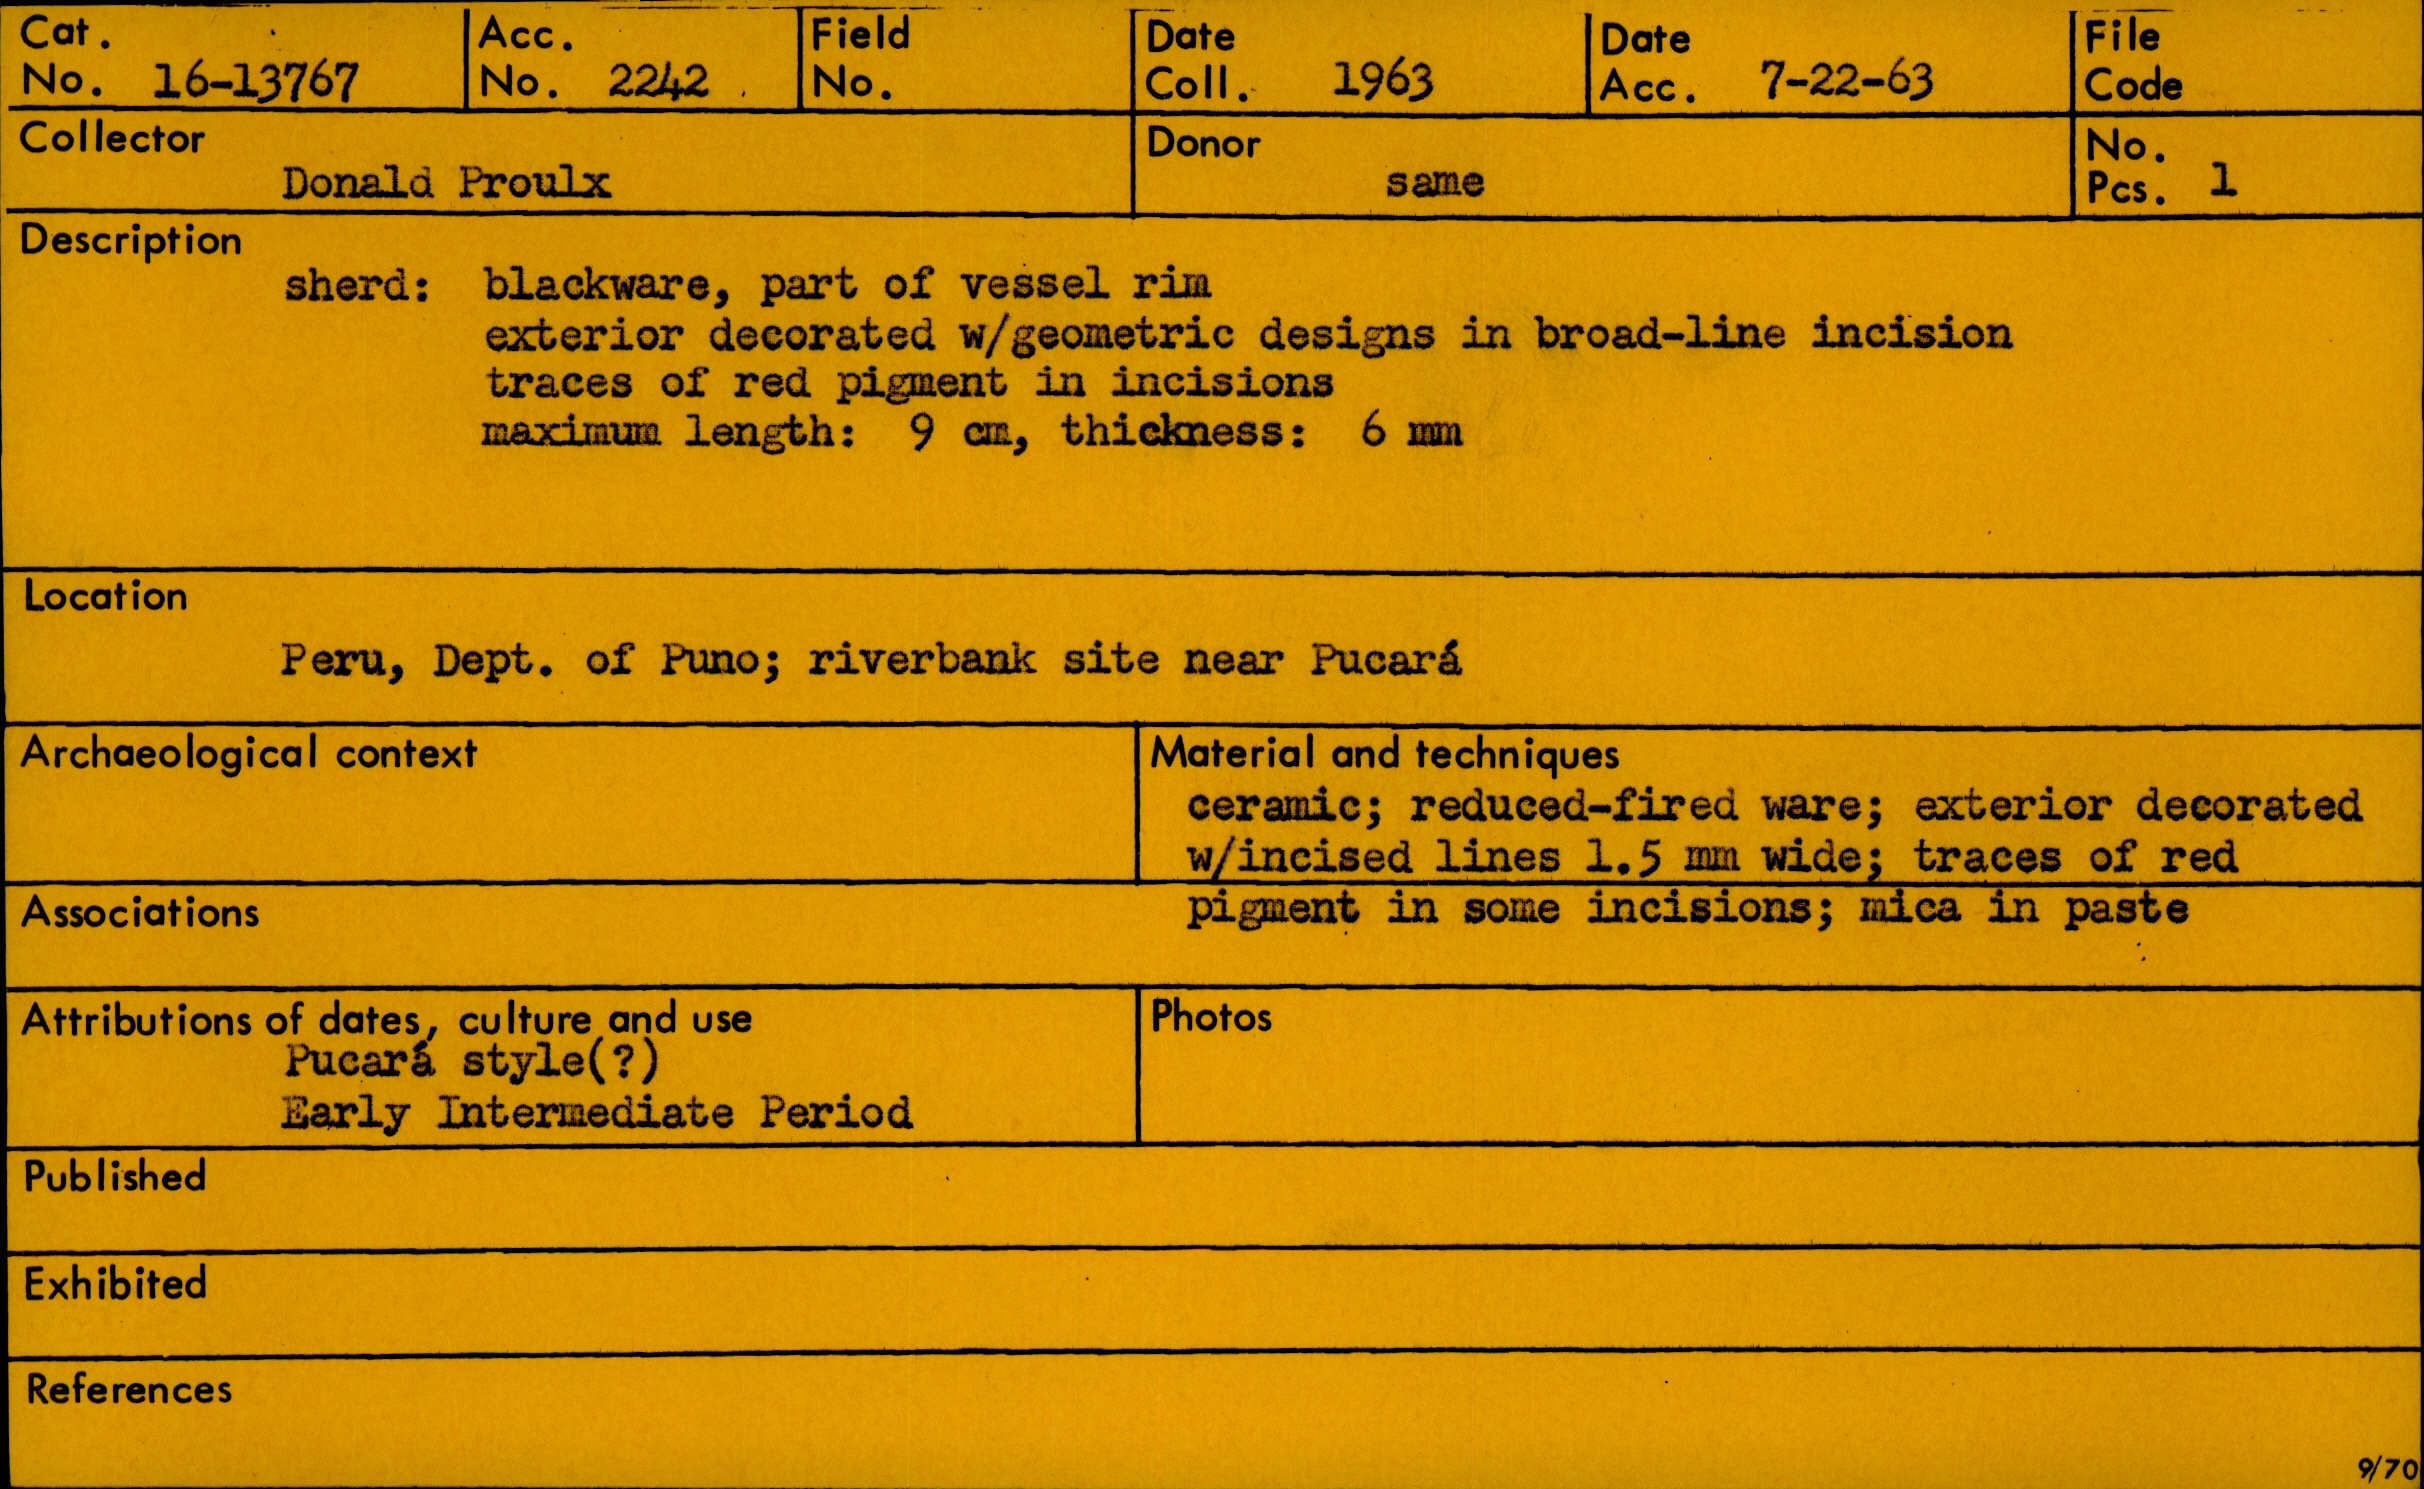 Cat. No. 16-13767
Acc. No. 2242
Field No.
Date Coll. 1963
Date Acc. 7-22-63
File Code
Collector
Donald Proulx
Donor
same
No. Pcs. 1
Description
sherd: blackware, part of vessel rim
exterior decorated w/geometric designs in broad-line incision
traces of red pigment in incisions
maximum length: 9 cm, thickness: 6 mm
Location
Peru, Dept. of Puno; riverbank site near Pucará
Archaeological context
Material and techniques
ceramic; reduced-fired ware; exterior decorated
w/incised lines 1.5 mm wide; traces of red
pigment in some incisions; mica in paste
Associations
Attributions of dates, culture and use
Pucará style(?)
Early Intermediate Period
Photos
Published
Exhibited
References
9/70